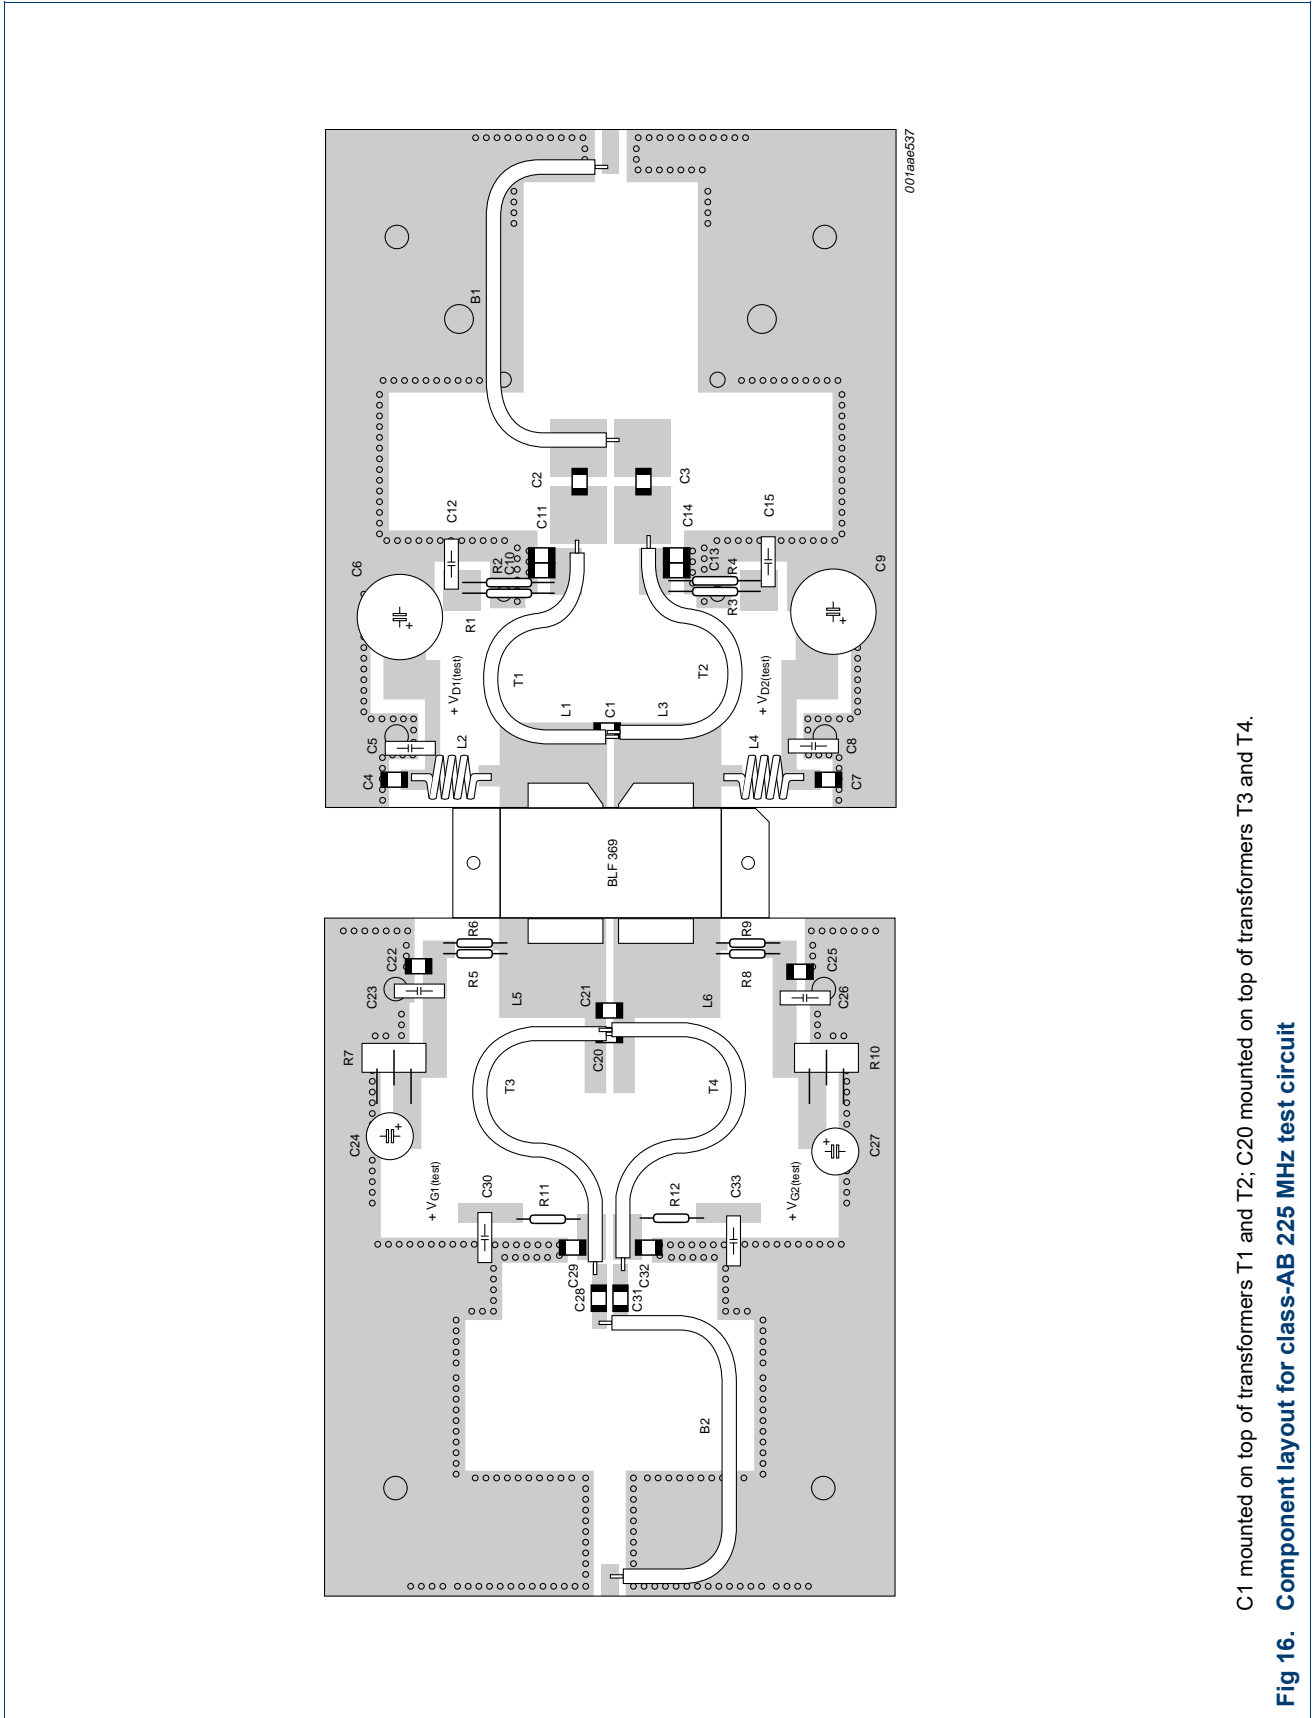 001aae537
B1
C2
C3
C12
C11
C14
C15
C6
R2
C10
C13
R4
C9
R1
R3
+ VD1(test)
T1
T2
+ VD2(test)
L1
C1
L3
C5
L2
L4
C8
C4
C7
BLF 369
R6
R9
C22
C25
R5
R8
C23
L5
C21
L6
C26
R7
C20
R10
T3
T4
C24
C27
+ VG1(test)
C30
R11
R12
C33
+ VG2(test)
C29
C32
C28
C31
B2
C1 mounted on top of transformers T1 and T2; C20 mounted on top of transformers T3 and T4.
Fig 16. Component layout for class-AB 225 MHz test circuit